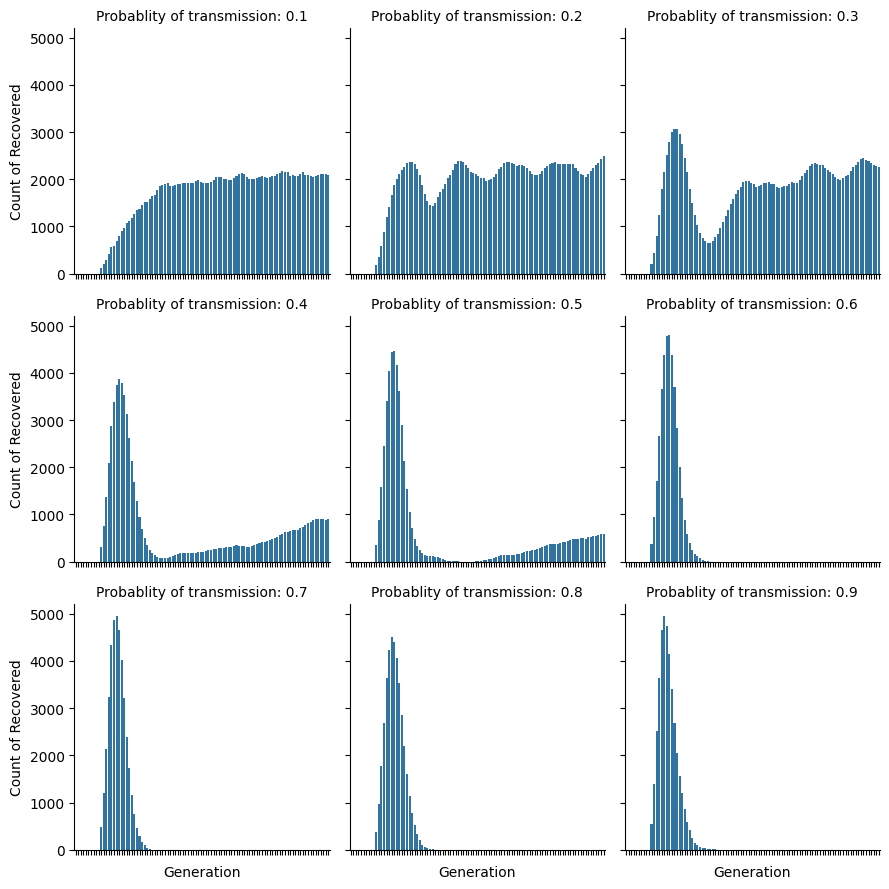 Probablity of transmission: 0.1
Probablity of transmission: 0.2
Probablity of transmission: 0.3
5000
4000
3000
2000
1000
0
Count of Recovered
Probablity of transmission: 0.4
Probablity of transmission: 0.5
Probablity of transmission: 0.6
5000
4000
3000
2000
1000
0
Count of Recovered
Probablity of transmission: 0.7
Probablity of transmission: 0.8
Probablity of transmission: 0.9
5000
4000
3000
2000
1000
0
Count of Recovered
Generation
Generation
Generation